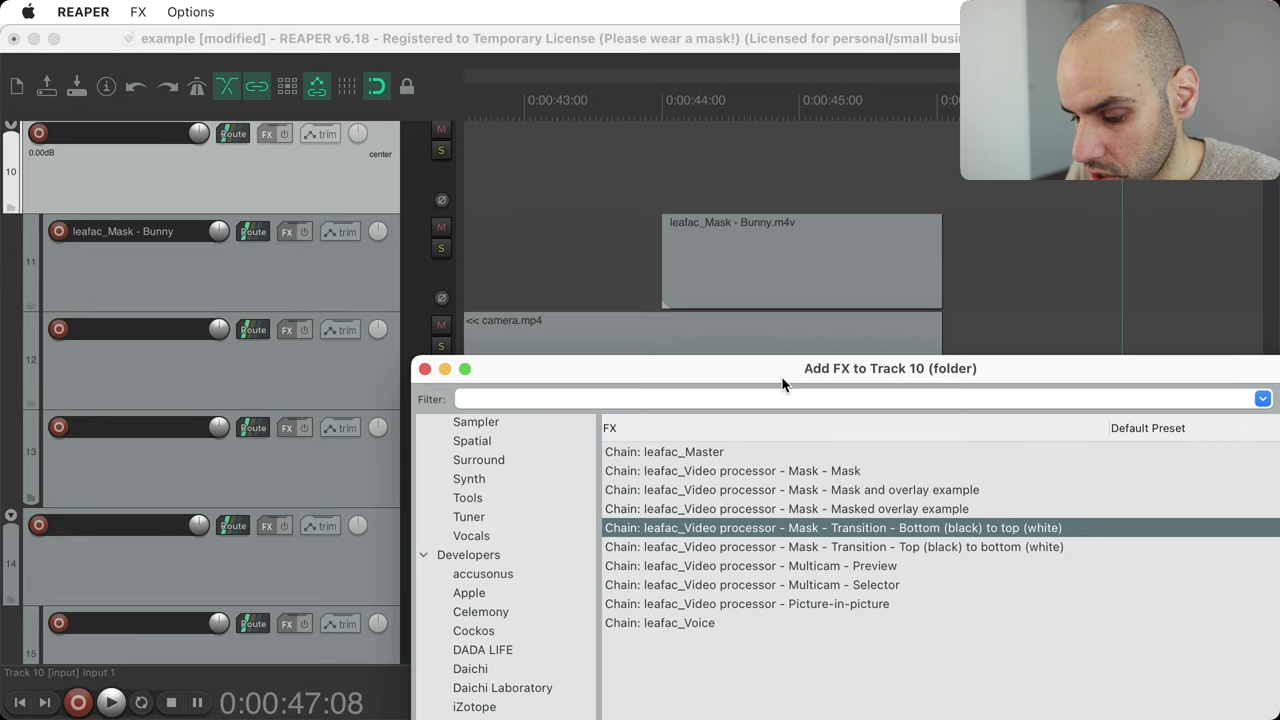 REAPER FX Options
example [modified] - REAPER v6.18 - Registered to Temporary License (Please wear a mask!) (Licensed for personal/small busi
0:00:43:00 0:00:44:00 0:00:45:00 0:0
Route FX trim M
0.00dB center S
10
leafac_Mask - Bunny.m4v
leafac_Mask - Bunny Route FX trim M
S
11
<< camera.mp4
Route FX trim M
S
12
Add FX to Track 10 (folder)
Filter:
Sampler
Spatial
Surround
Synth
Tools
Tuner
Vocals
Developers
accusonus
Apple
Celemony
Cockos
DADA LIFE
Daichi
Daichi Laboratory
iZotope
FX Default Preset
Chain: leafac_Master
Chain: leafac_Video processor - Mask - Mask
Chain: leafac_Video processor - Mask - Mask and overlay example
Chain: leafac_Video processor - Mask - Masked overlay example
Chain: leafac_Video processor - Mask - Transition - Bottom (black) to top (white)
Chain: leafac_Video processor - Mask - Transition - Top (black) to bottom (white)
Chain: leafac_Video processor - Multicam - Preview
Chain: leafac_Video processor - Multicam - Selector
Chain: leafac_Video processor - Picture-in-picture
Chain: leafac_Voice
Route FX trim
13
Route FX trim
14
Route FX trim
15
Track 10 [input] Input 1
0:00:47:08